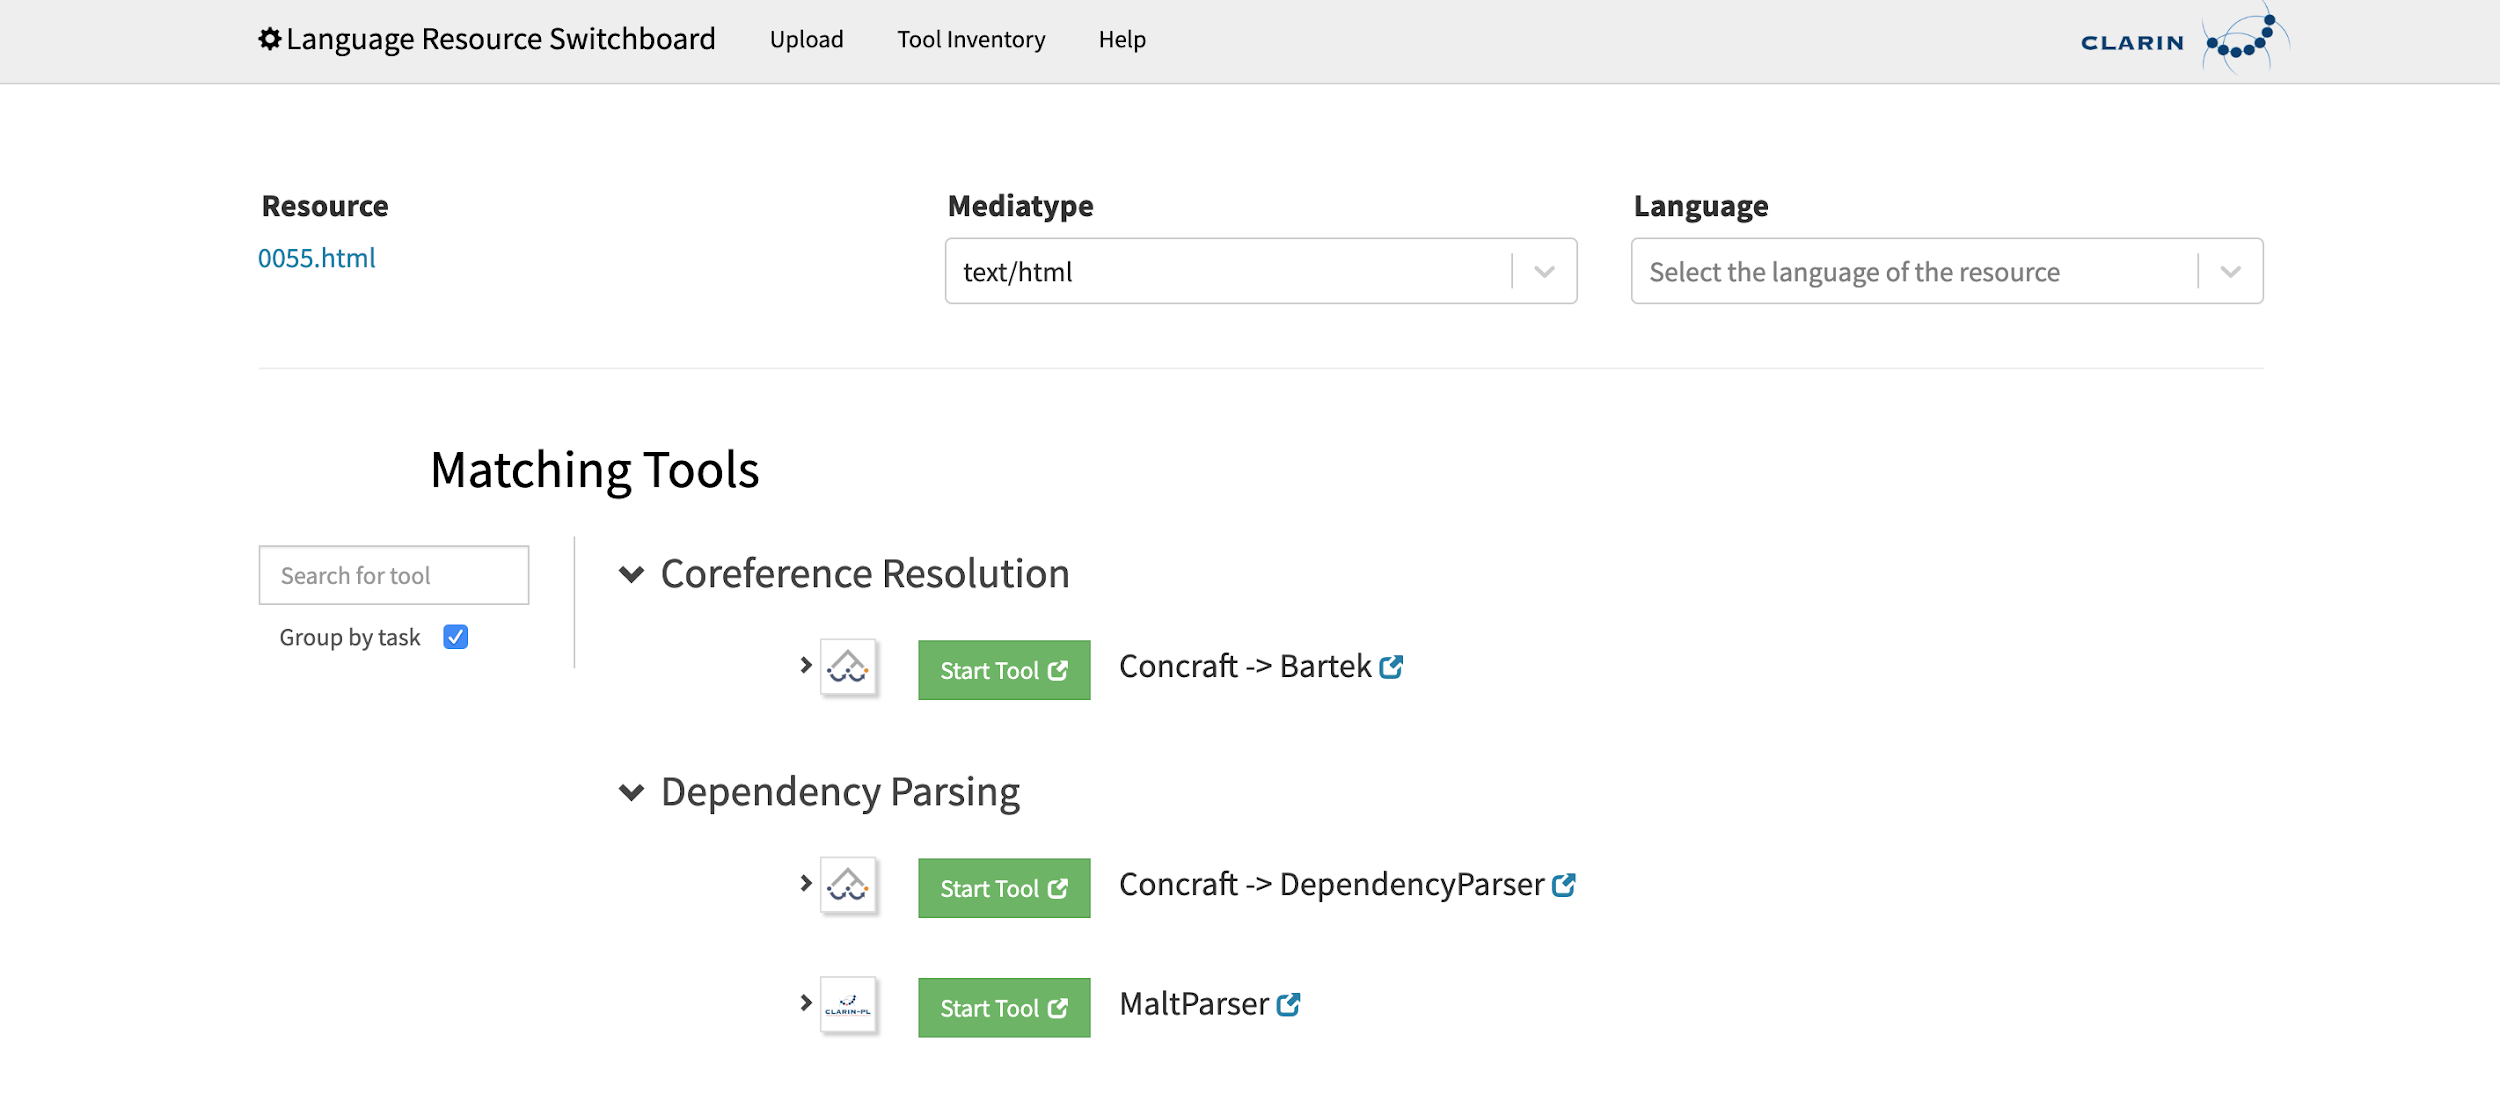 Language Resource Switchboard Upload Tool Inventory Help CLARIN
Resource Mediatype Language
0055.html text/html Select the language of the resource
Matching Tools
Search for tool
Group by task
Coreference Resolution
Start Tool Concraft -> Bartek
Dependency Parsing
Start Tool Concraft -> DependencyParser
CLARIN-PL Start Tool MaltParser